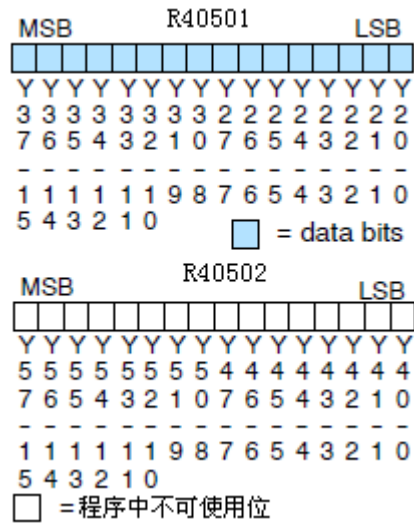 R40501
MSB LSB
Y Y Y Y Y Y Y Y Y Y Y Y Y Y Y Y
3 3 3 3 3 3 3 3 2 2 2 2 2 2 2 2
7 6 5 4 3 2 1 0 7 6 5 4 3 2 1 0
- - - - - - - - - - - - - - - -
1 1 1 1 1 1 9 8 7 6 5 4 3 2 1 0
5 4 3 2 1 0
= data bits
R40502
MSB LSB
Y Y Y Y Y Y Y Y Y Y Y Y Y Y Y Y
5 5 5 5 5 5 5 5 4 4 4 4 4 4 4 4
7 6 5 4 3 2 1 0 7 6 5 4 3 2 1 0
- - - - - - - - - - - - - - - -
1 1 1 1 1 1 9 8 7 6 5 4 3 2 1 0
5 4 3 2 1 0
=程序中不可使用位